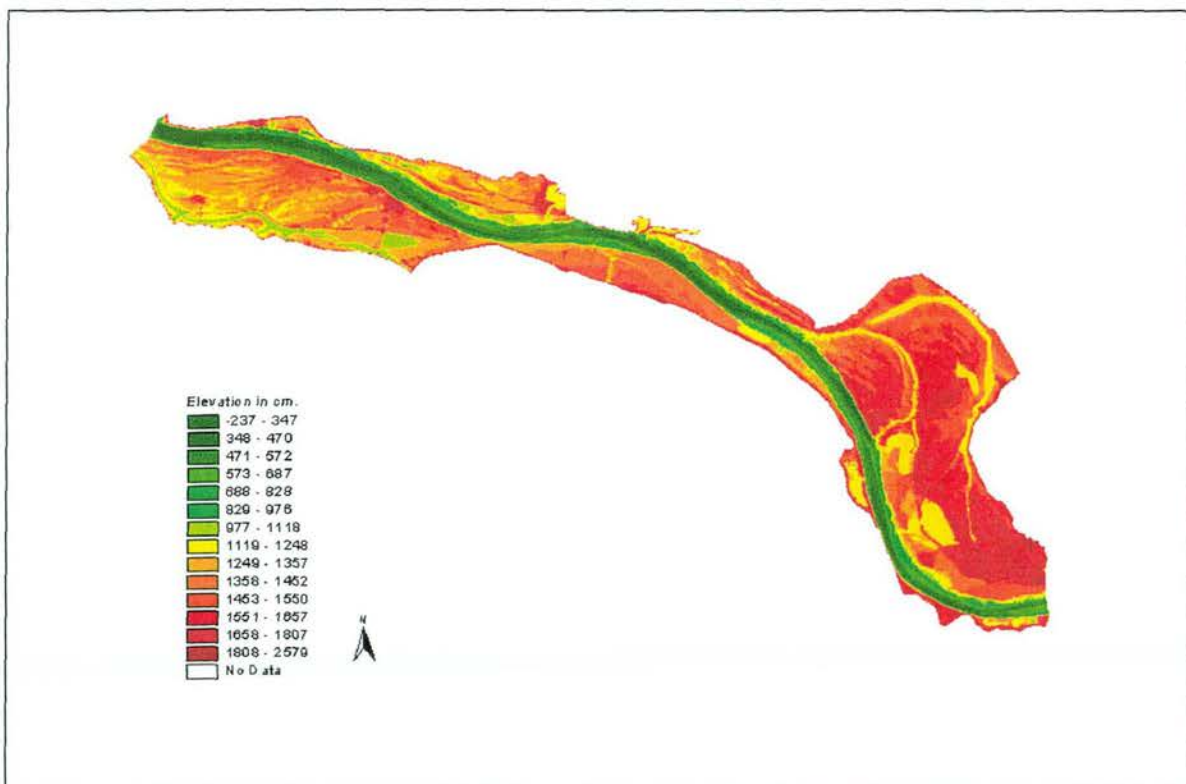 Elevation in cm.
-237 - 347
348 - 470
471 - 572
573 - 687
688 - 828
829 - 976
977 - 1118
1119 - 1248
1249 - 1357
1358 - 1452
1453 - 1550
1551 - 1657
1658 - 1807
1808 - 2579
No Data
N